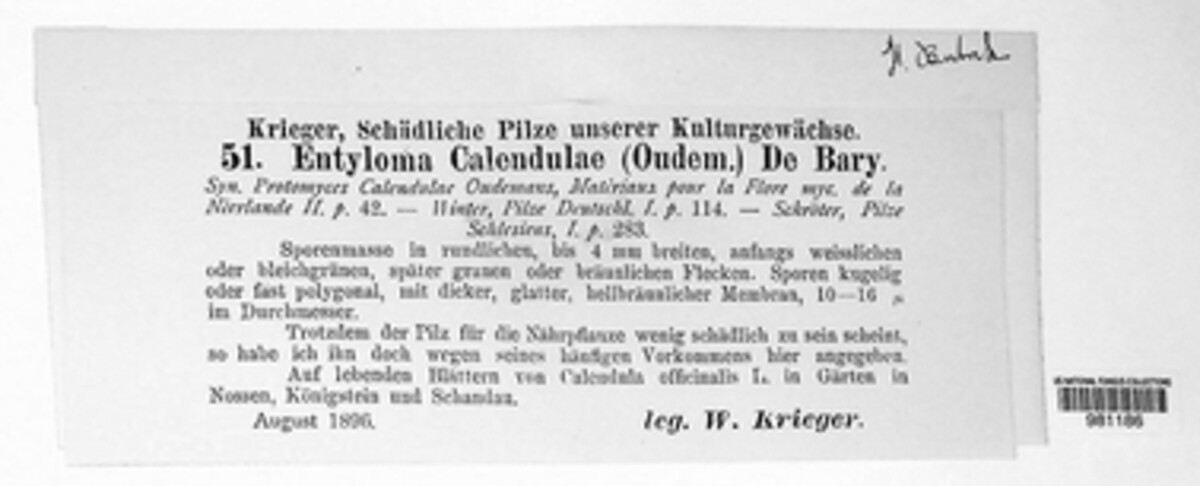 Krieger, Schädliche Pilze unserer Kulturgewächse.
51. Entyloma Calendulae (Oudem.) De Bary.
Syn. Protomyces Calendulae Oudemans, Matériaux pour la Flore myc. de la
Néerlande II. p. 42. — Winter, Pilze Deutschl. I. p. 114. — Schröter, Pilze
Schlesiens, I. p. 283.
Sporenmasse in rundlichen, bis 4 mm breiten, anfangs weisslichen
oder bleichgrünen, später grauen oder bräunlichen Flecken. Sporen kugelig
oder fast polygonal, mit dicker, glatter, hellbräunlicher Membran, 10—16 µ
im Durchmesser.
Trotzdem der Pilz für die Nährpflanze wenig schädlich zu sein scheint,
so habe ich ihn doch wegen seines häufigen Vorkommens hier angegeben.
Auf lebenden Blättern von Calendula officinalis L. in Gärten in
Nossen, Königstein und Schandau.
August 1896.
leg. W. Krieger.
US NATIONAL FUNGUS COLLECTIONS
981186